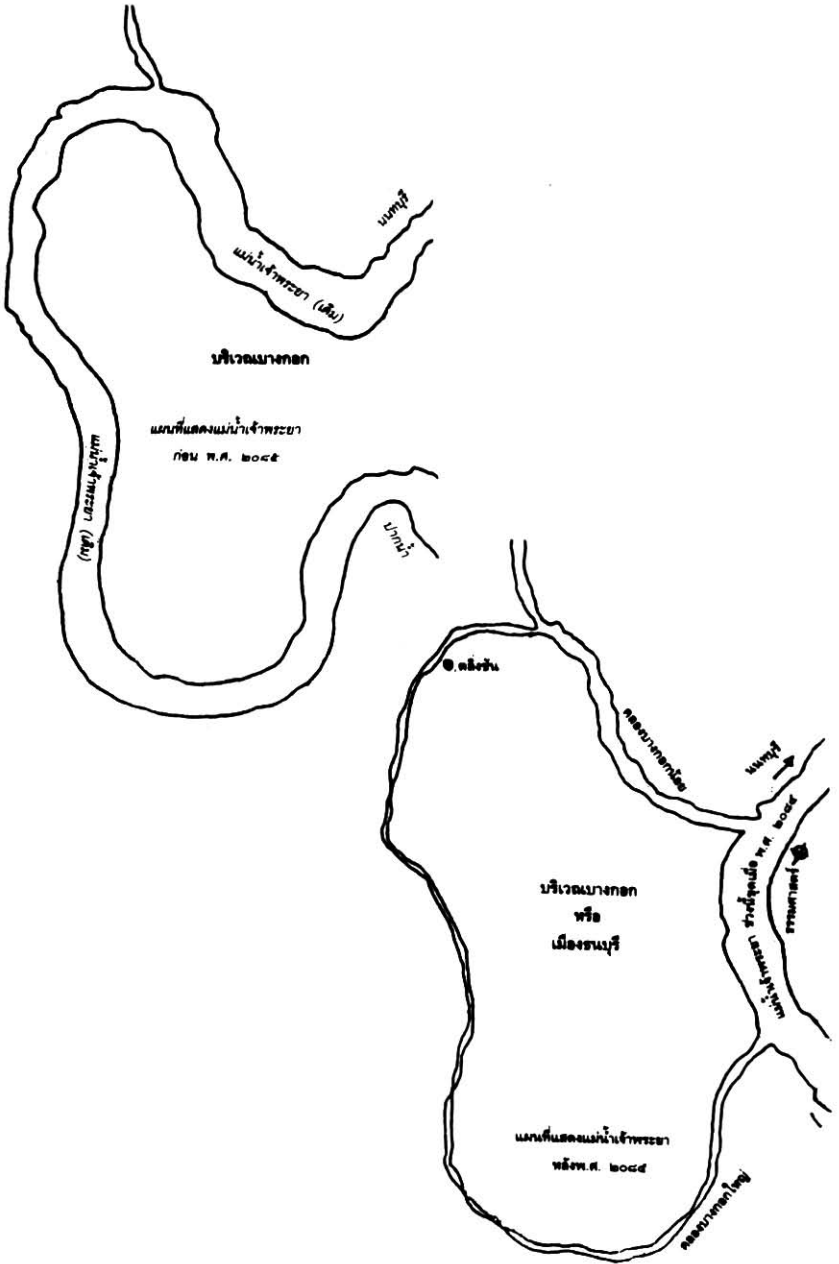 นนทบุรี
แม่น้ำเจ้าพระยา (เดิม)
บริเวณบางกอก
แผนที่แสดงแม่น้ำเจ้าพระยา
ก่อน พ.ศ. ๒๐๘๕
แม่น้ำเจ้าพระยา (เดิม)
ปากน้ำ
อ.ตลิ่งชัน
คลองบางกอกน้อย
นนทบุรี
แม่น้ำเจ้าพระยา ช่วงนี้ขุดเมื่อ พ.ศ. ๒๐๘๕
ธรรมศาสตร์
บริเวณบางกอก
หรือ
เมืองธนบุรี
แผนที่แสดงแม่น้ำเจ้าพระยา
หลังพ.ศ. ๒๐๘๕
คลองบางกอกใหญ่